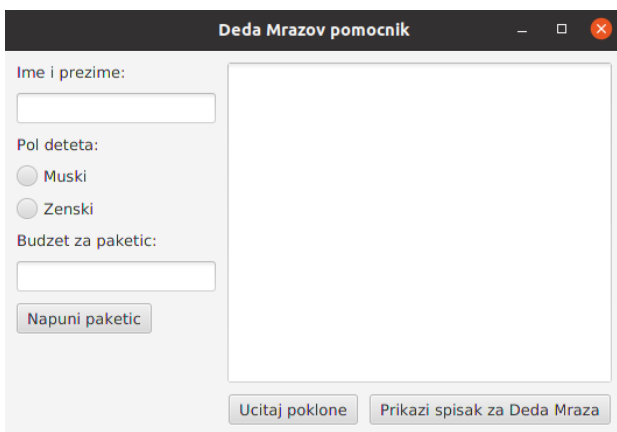 Deda Mrazov pomocnik
Ime i prezime:
Pol deteta:
Muski
Zenski
Budzet za paketic:
Napuni paketic
Ucitaj poklone
Prikazi spisak za Deda Mraza